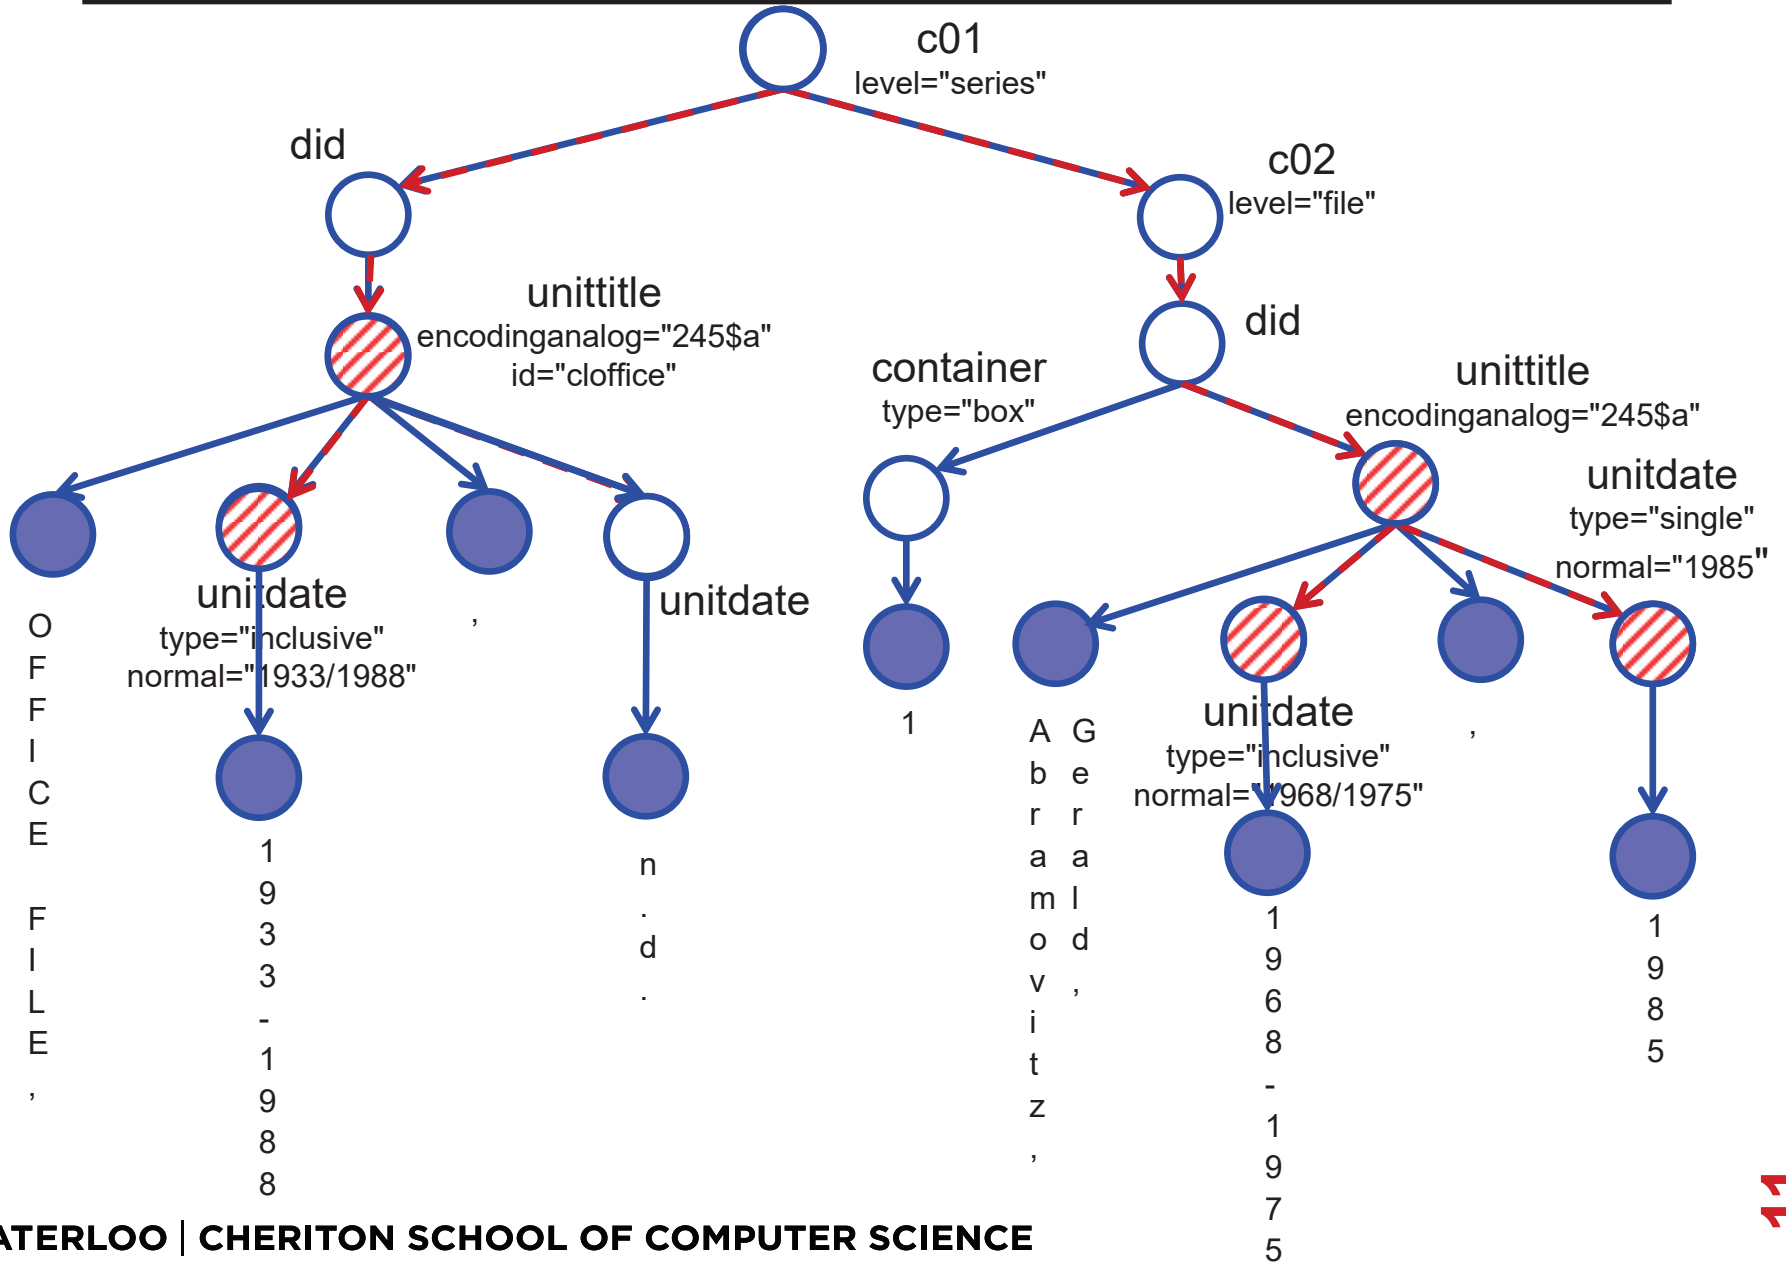 c01
level="series"
did
c02
level="file"
unittitle
encodinganalog="245$a"
id="cloffice"
did
container
type="box"
unittitle
encodinganalog="245$a"
unitdate
type="single"
normal="1985"
unitdate
type="inclusive"
normal="1933/1988"
,
unitdate
OFFICE FILE,
1933-1988
n.d.
1
Abramovitz,
Gerald,
unitdate
type="inclusive"
normal="1968/1975"
,
1968-1975
1985
ATERLOO | CHERITON SCHOOL OF COMPUTER SCIENCE
11